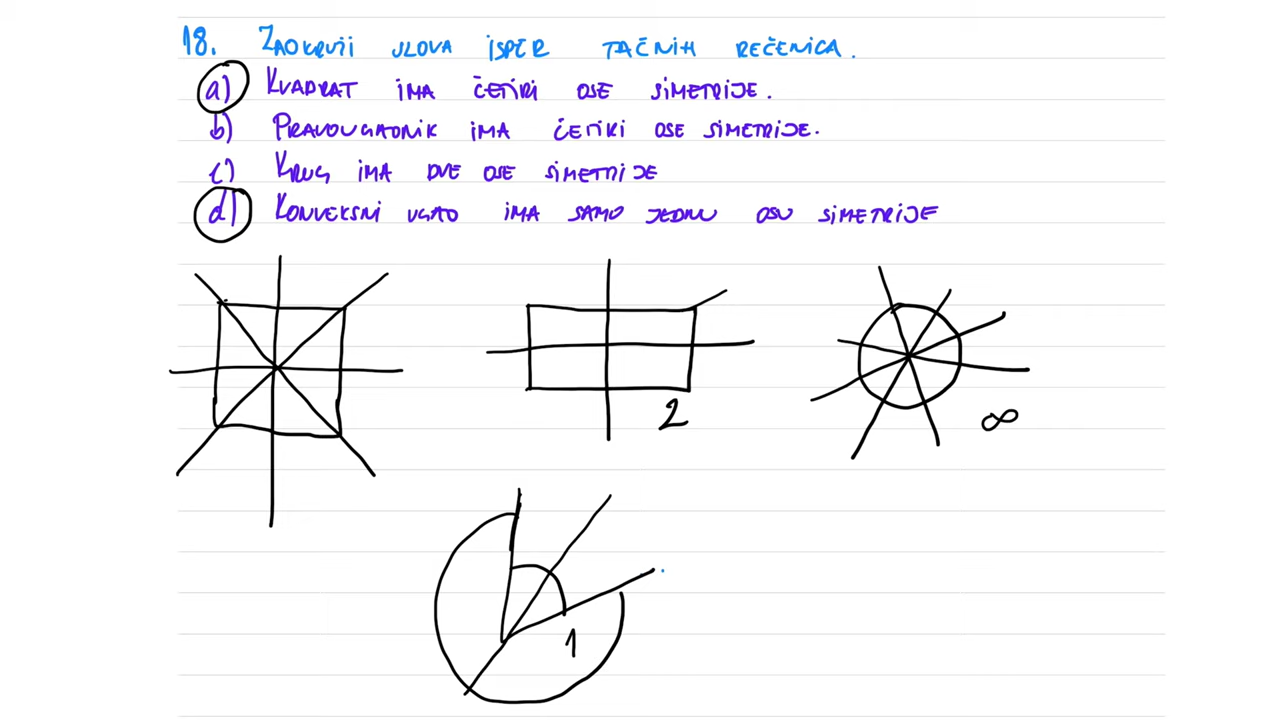 18. ZAOKRUŽI SLOVA ISPRED TAČNIH REČENICA.
a) KVADRAT IMA ČETIRI OSE SIMETRIJE.
b) PRAVOUGAONIK IMA ČETIRI OSE SIMETRIJE.
c) KRUG IMA DVE OSE SIMETRIJE
d) KONVEKSNI UGAO IMA SAMO JEDNU OSU SIMETRIJE
2
∞
1